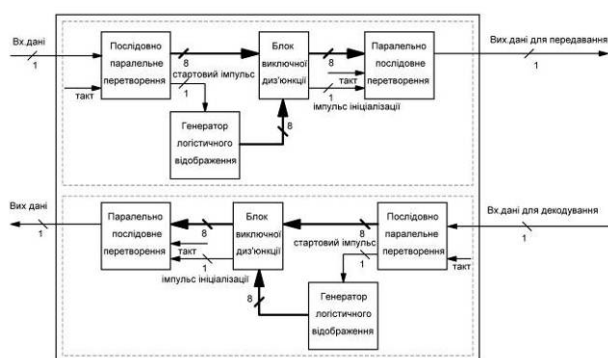 Вх.дані
1
такт
Послідовно
паралельне
перетворення
8
стартовий імпульс
1
Генератор
логістичного
відображення
8
Блок
виключної
диз'юнкції
8
такт
1
імпульс ініціалізації
Паралельно
послідовне
перетворення
Вих.дані для передавання
1
Вих дані
1
Паралельно
послідовне
перетворення
8
такт
1
імпульс ініціалізації
Блок
виключної
диз'юнкції
8
8
стартовий імпульс
1
Генератор
логістичного
відображення
Послідовно
паралельне
перетворення
такт
Вх.дані для декодування
1